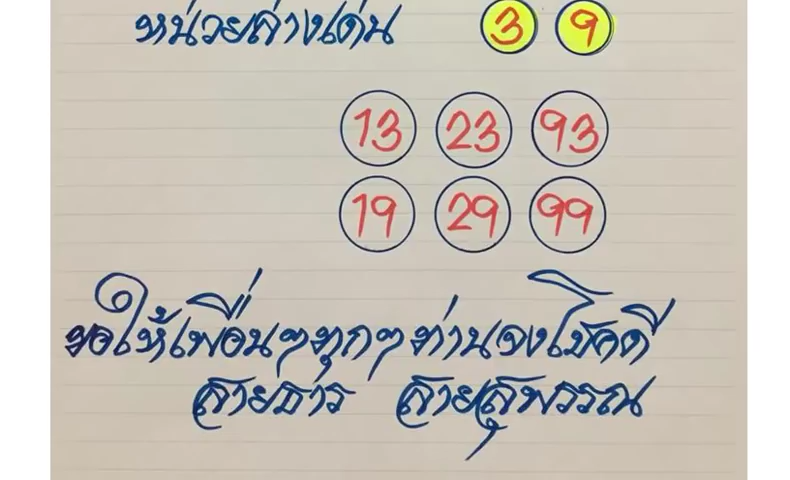 หน่วยล่างเด่น 3 9
13 23 93
19 29 99
ขอให้เพื่อนๆทุกๆท่านจงโชคดี
สายธาร สายสุพรรณ